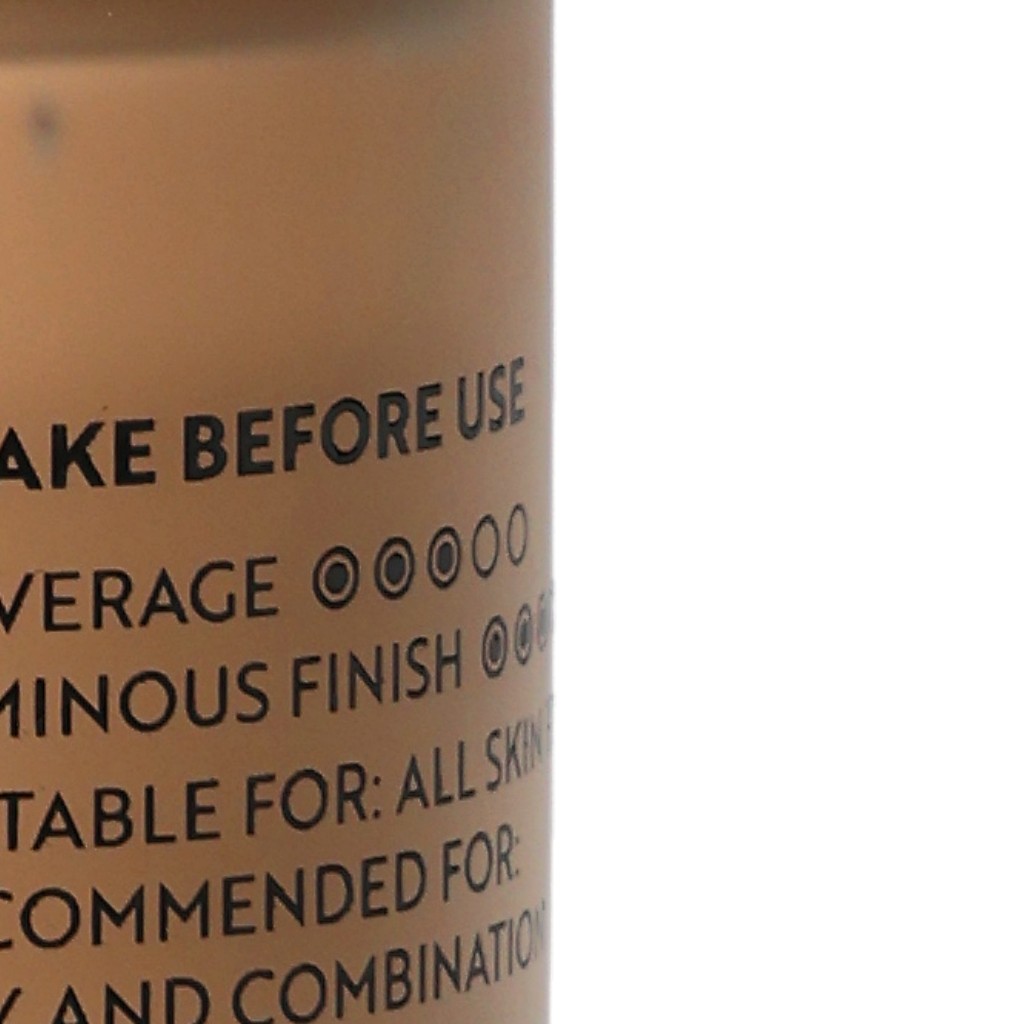 AKE BEFORE USE
VERAGE
MINOUS FINISH
TABLE FOR: ALL SKIN
COMMENDED FOR:
Y AND COMBINATION